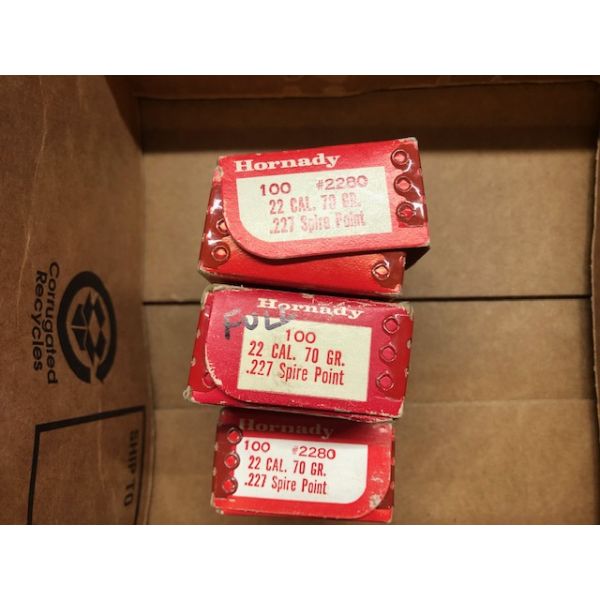 Hornady
100 #2280
22 CAL. 70 GR.
.227 Spire Point
Hornady
FULL
100
22 CAL. 70 GR.
.227 Spire Point
Hornady
100 #2280
22 CAL. 70 GR.
.227 Spire Point
Corrugated
Recycles
SHIP TO